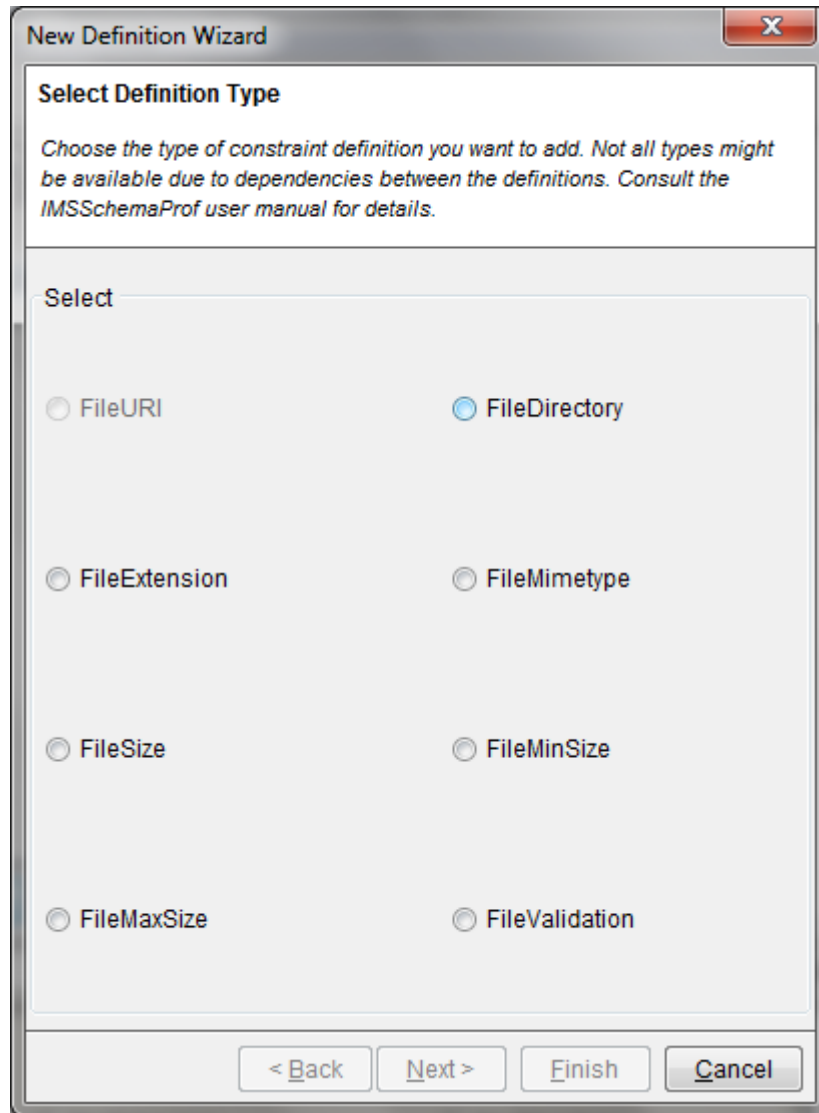 New Definition Wizard
Select Definition Type
Choose the type of constraint definition you want to add. Not all types might
be available due to dependencies between the definitions. Consult the
IMSSchemaProf user manual for details.
Select
FileURI FileDirectory
FileExtension FileMimetype
FileSize FileMinSize
FileMaxSize FileValidation
< Back Next > Finish Cancel